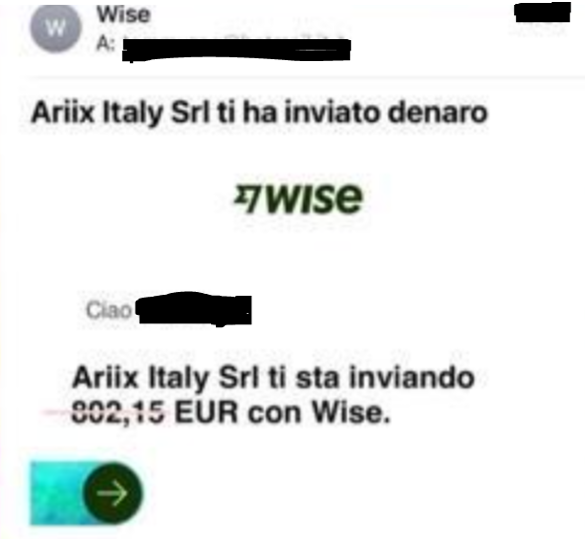 W
Wise
A:
Ariix Italy Srl ti ha inviato denaro
WISE
Ciao
Ariix Italy Srl ti sta inviando
802,15 EUR con Wise.